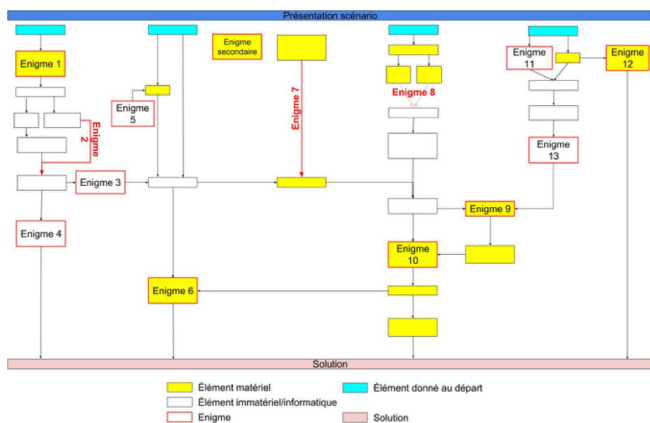 Présentation scénario
Enigme 1
Enigme
secondaire
Enigme
11
Enigme
12
Enigme
5
Enigme 7
Enigme 8
Enigme
2
Enigme
13
Enigme 3
Enigme 9
Enigme 4
Enigme
10
Enigme 6
Solution
Élément matériel
Élément donné au départ
Élément immatériel/informatique
Enigme
Solution